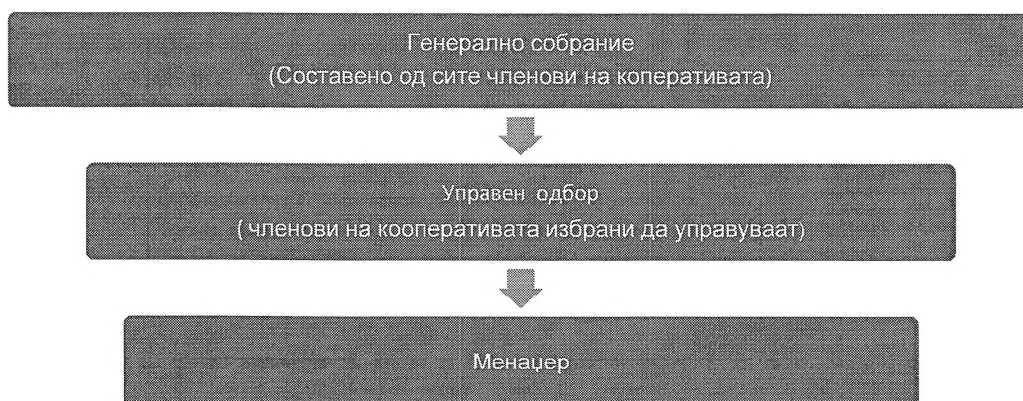 Генерално собрание
(Составено од сите членови на коперативата)
Управен одбор
( членови на кооперативата избрани да управуваат)
Менаџер